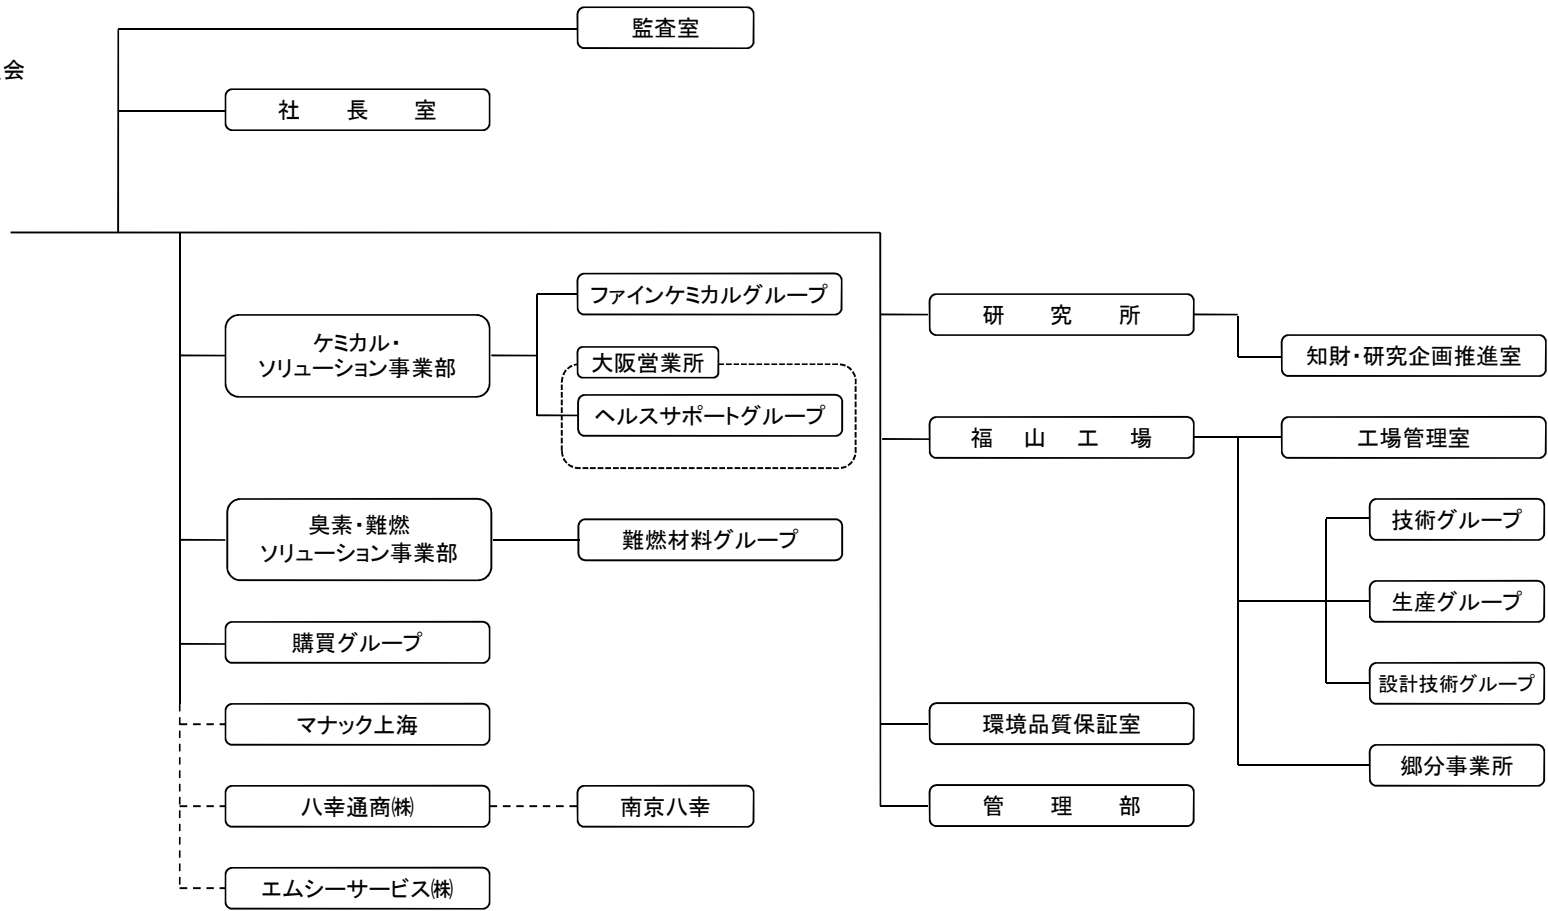 監査室
会
社長室
ファインケミカルグループ
ケミカル・
ソリューション事業部
大阪営業所
ヘルスサポートグループ
臭素・難燃
ソリューション事業部
難燃材料グループ
購買グループ
マナック上海
八幸通商㈱
南京八幸
エムシーサービス㈱
研究所
知財・研究企画推進室
福山工場
工場管理室
技術グループ
生産グループ
設計技術グループ
郷分事業所
環境品質保証室
管理部